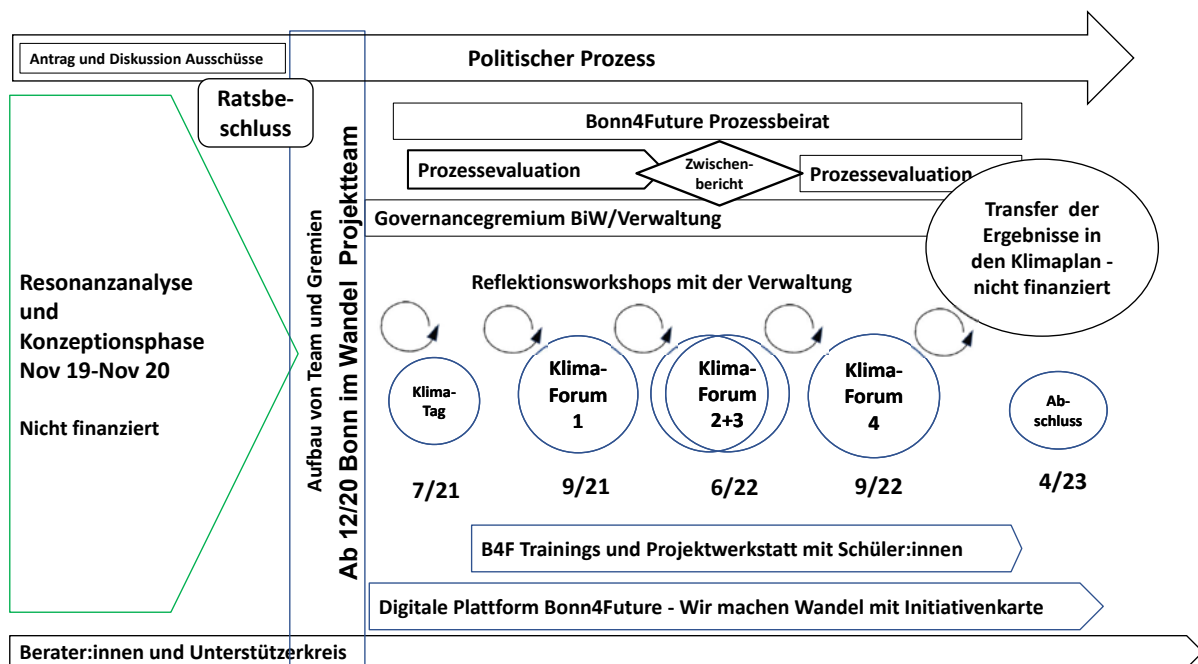 Politischer Prozess
Antrag und Diskussion Ausschüsse
Ratsbe-
schluss
Resonanzanalyse
und
Konzeptionsphase
Nov 19-Nov 20
Nicht finanziert
Aufbau von Team und Gremien
Ab 12/20 Bonn im Wandel Projektteam
Bonn4Future Prozessbeirat
Prozessevaluation
Zwischen-
bericht
Prozessevaluation
Governancegremium BiW/Verwaltung
Transfer der
Ergebnisse in
den Klimaplan -
nicht finanziert
Reflektionsworkshops mit der Verwaltung
Klima-
Tag
Klima-
Forum
1
Klima-
Forum
2+3
Klima-
Forum
4
Ab-
schluss
7/21
9/21
6/22
9/22
4/23
B4F Trainings und Projektwerkstatt mit Schüler:innen
Digitale Plattform Bonn4Future - Wir machen Wandel mit Initiativenkarte
Berater:innen und Unterstützerkreis